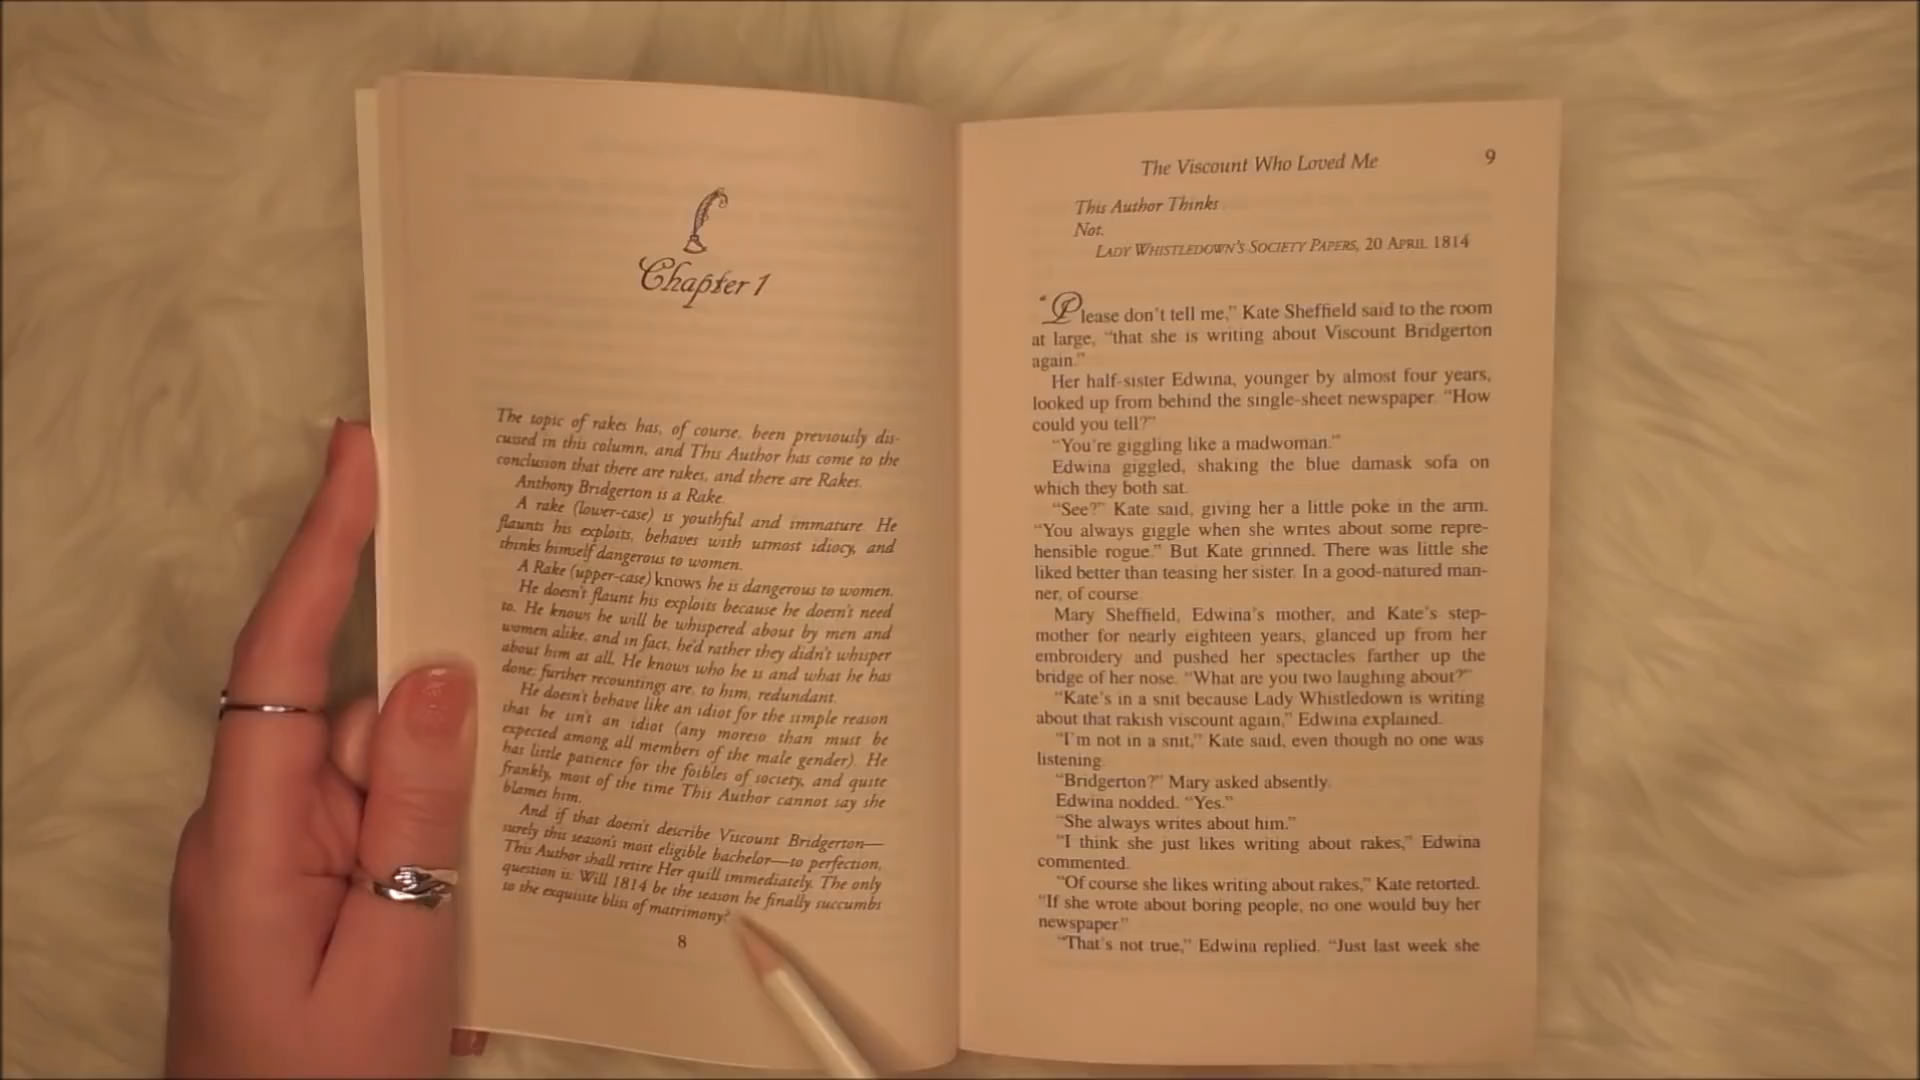 Chapter 1
The topic of rakes has, of course, been previously dis-
cussed in this column, and This Author has come to the
conclusion that there are rakes, and there are Rakes.
Anthony Bridgerton is a Rake.
A rake (lower-case) is youthful and immature. He
flaunts his exploits, behaves with utmost idiocy, and
thinks himself dangerous to women.
A Rake (upper-case) knows he is dangerous to women.
He doesn't flaunt his exploits because he doesn't need
to. He knows he will be whispered about by men and
women alike, and in fact, he'd rather they didn't whisper
about him at all. He knows who he is and what he has
done; further recountings are, to him, redundant.
He doesn't behave like an idiot for the simple reason
that he isn't an idiot (any moreso than must be
expected among all members of the male gender). He
has little patience for the foibles of society, and quite
frankly, most of the time This Author cannot say she
blames him.
And if that doesn't describe Viscount Bridgerton—
surely this season's most eligible bachelor—to perfection,
This Author shall retire Her quill immediately. The only
question is: Will 1814 be the season he finally succumbs
to the exquisite bliss of matrimony?
8
The Viscount Who Loved Me 9
This Author Thinks
Not.
LADY WHISTLEDOWN'S SOCIETY PAPERS, 20 APRIL 1814
"Please don't tell me," Kate Sheffield said to the room
at large, "that she is writing about Viscount Bridgerton
again."
Her half-sister Edwina, younger by almost four years,
looked up from behind the single-sheet newspaper. "How
could you tell?"
"You're giggling like a madwoman."
Edwina giggled, shaking the blue damask sofa on
which they both sat.
"See?" Kate said, giving her a little poke in the arm.
"You always giggle when she writes about some repre-
hensible rogue." But Kate grinned. There was little she
liked better than teasing her sister. In a good-natured man-
ner, of course.
Mary Sheffield, Edwina's mother, and Kate's step-
mother for nearly eighteen years, glanced up from her
embroidery and pushed her spectacles farther up the
bridge of her nose. "What are you two laughing about?"
"Kate's in a snit because Lady Whistledown is writing
about that rakish viscount again," Edwina explained.
"I'm not in a snit," Kate said, even though no one was
listening.
"Bridgerton?" Mary asked absently.
Edwina nodded. "Yes."
"She always writes about him."
"I think she just likes writing about rakes," Edwina
commented.
"Of course she likes writing about rakes," Kate retorted.
"If she wrote about boring people, no one would buy her
newspaper."
"That's not true," Edwina replied. "Just last week she